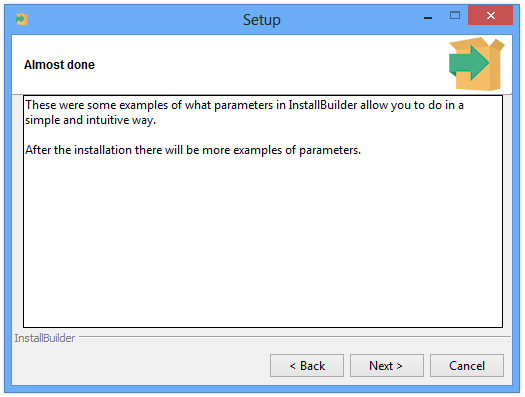 Setup
Almost done
These were some examples of what parameters in InstallBuilder allow you to do in a
simple and intuitive way.
After the installation there will be more examples of parameters.
InstallBuilder
< Back
Next >
Cancel